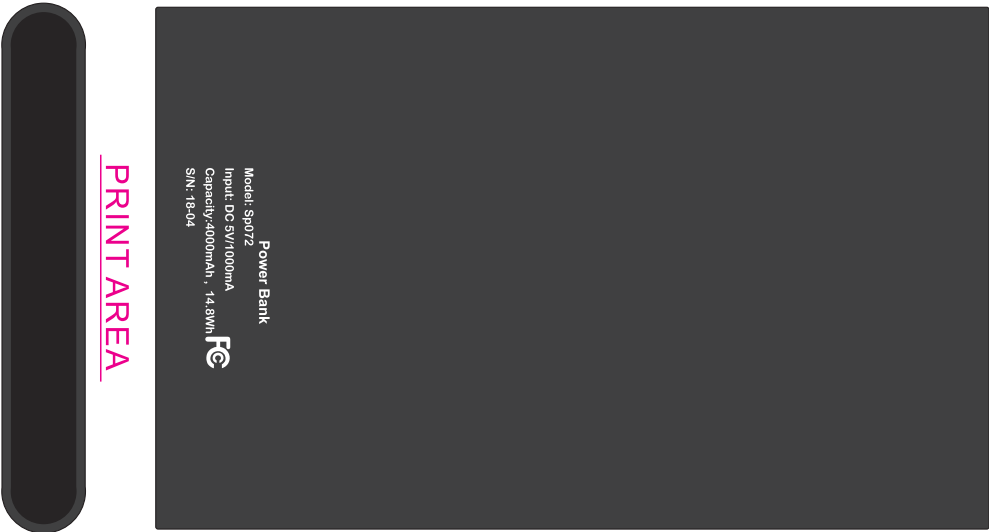 PRINT AREA
Power Bank
Model: Sp072
Input: DC 5V/1000mA
Capacity:4000mAh , 14.8Wh FC
S/N: 18-04